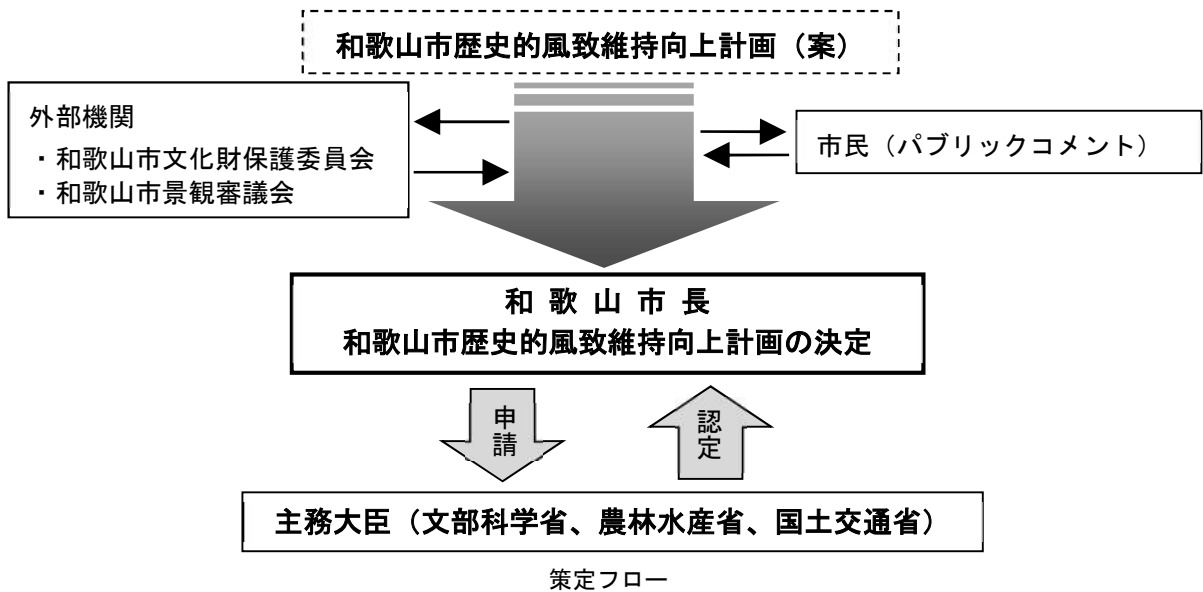 和歌山市歴史的風致維持向上計画（案）
外部機関
・和歌山市文化財保護委員会
・和歌山市景観審議会
市民（パブリックコメント）
和 歌 山 市 長
和歌山市歴史的風致維持向上計画の決定
申請
認定
主務大臣（文部科学省、農林水産省、国土交通省）
策定フロー